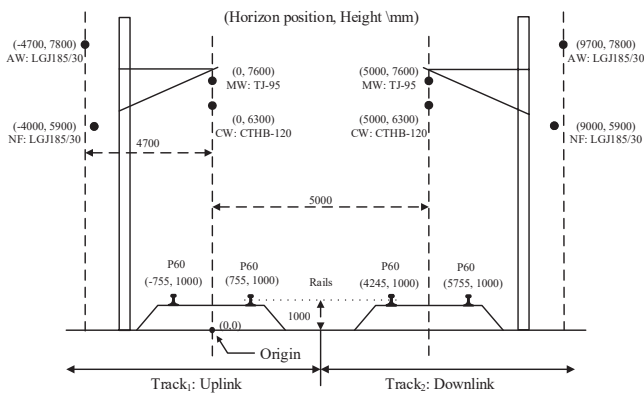 (Horizon position, Height \mm)
(-4700, 7800)
AW: LGJ185/30
(9700, 7800)
AW: LGJ185/30
(0, 7600)
MW: TJ-95
(5000, 7600)
MW: TJ-95
(0, 6300)
CW: CTHB-120
(5000, 6300)
CW: CTHB-120
(-4000, 5900)
NF: LGJ185/30
(9000, 5900)
NF: LGJ185/30
4700
5000
P60
(-755, 1000)
P60
(755, 1000)
Rails
P60
(4245, 1000)
P60
(5755, 1000)
1000
(0,0)
Origin
Track₁: Uplink
Track₂: Downlink